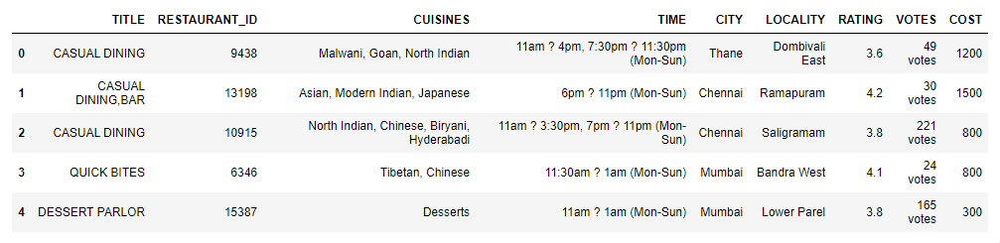 TITLE RESTAURANT_ID CUISINES TIME CITY LOCALITY RATING VOTES COST
0 CASUAL DINING 9438 Malwani, Goan, North Indian 11am ? 4pm, 7:30pm ? 11:30pm (Mon-Sun) Thane Dombivali East 3.6 49 votes 1200
1 CASUAL DINING,BAR 13198 Asian, Modern Indian, Japanese 6pm ? 11pm (Mon-Sun) Chennai Ramapuram 4.2 30 votes 1500
2 CASUAL DINING 10915 North Indian, Chinese, Biryani, Hyderabadi 11am ? 3:30pm, 7pm ? 11pm (Mon-Sun) Chennai Saligramam 3.8 221 votes 800
3 QUICK BITES 6346 Tibetan, Chinese 11:30am ? 1am (Mon-Sun) Mumbai Bandra West 4.1 24 votes 800
4 DESSERT PARLOR 15387 Desserts 11am ? 1am (Mon-Sun) Mumbai Lower Parel 3.8 165 votes 300